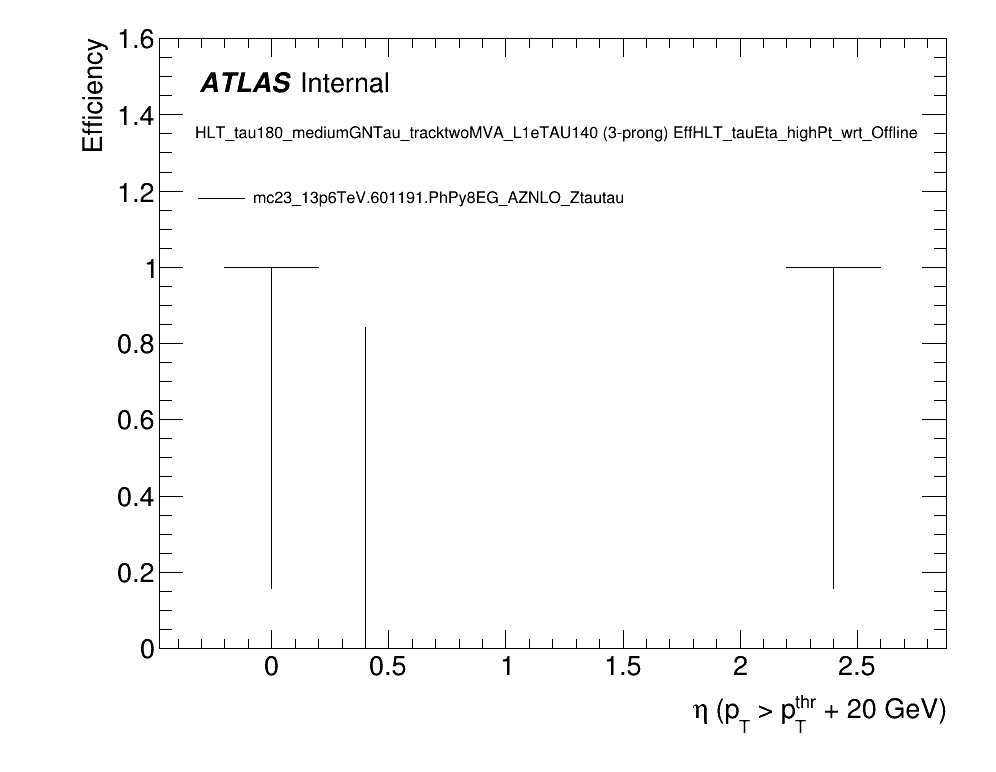 Efficiency
1.6
1.4
1.2
1
0.8
0.6
0.4
0.2
0
ATLAS Internal
HLT_tau180_mediumGNTau_tracktwoMVA_L1eTAU140 (3-prong) EffHLT_tauEta_highPt_wrt_Offline
mc23_13p6TeV.601191.PhPy8EG_AZNLO_Ztautau
0 0.5 1 1.5 2 2.5
η (p_T > p_T^thr + 20 GeV)